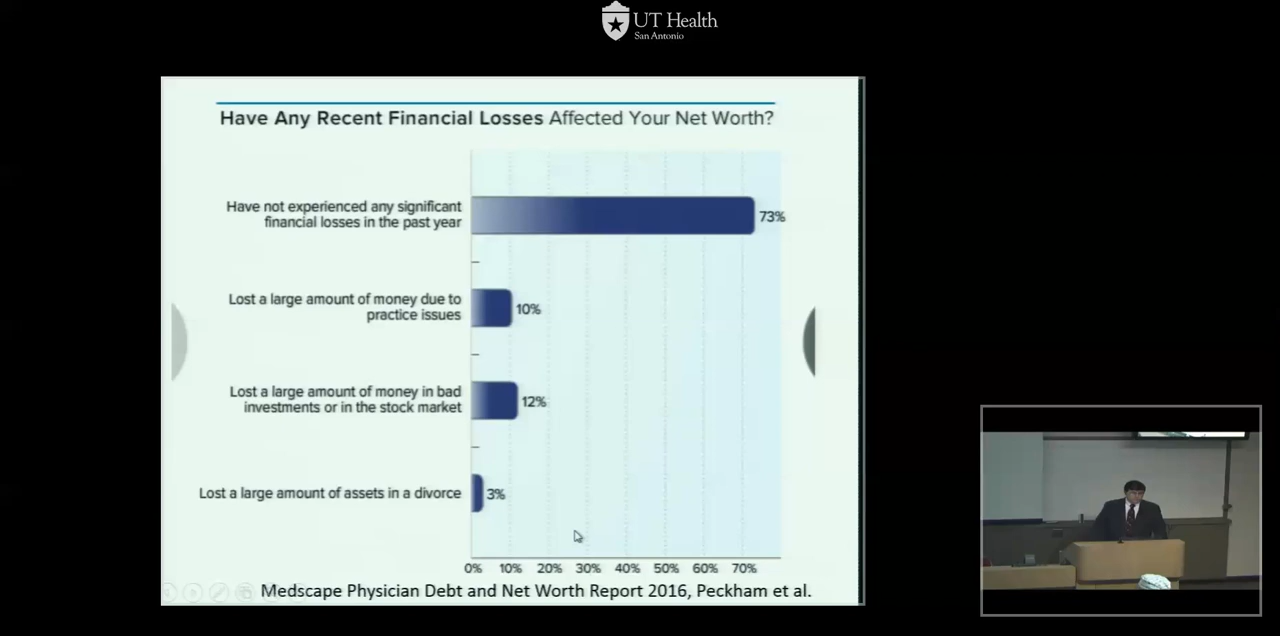 UT Health
San Antonio
Have Any Recent Financial Losses Affected Your Net Worth?
Have not experienced any significant
financial losses in the past year
73%
Lost a large amount of money due to
practice issues
10%
Lost a large amount of money in bad
investments or in the stock market
12%
Lost a large amount of assets in a divorce
3%
0% 10% 20% 30% 40% 50% 60% 70%
Medscape Physician Debt and Net Worth Report 2016, Peckham et al.